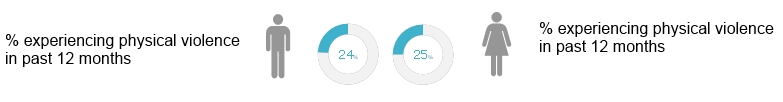 % experiencing physical violence
in past 12 months
24%
25%
% experiencing physical violence
in past 12 months